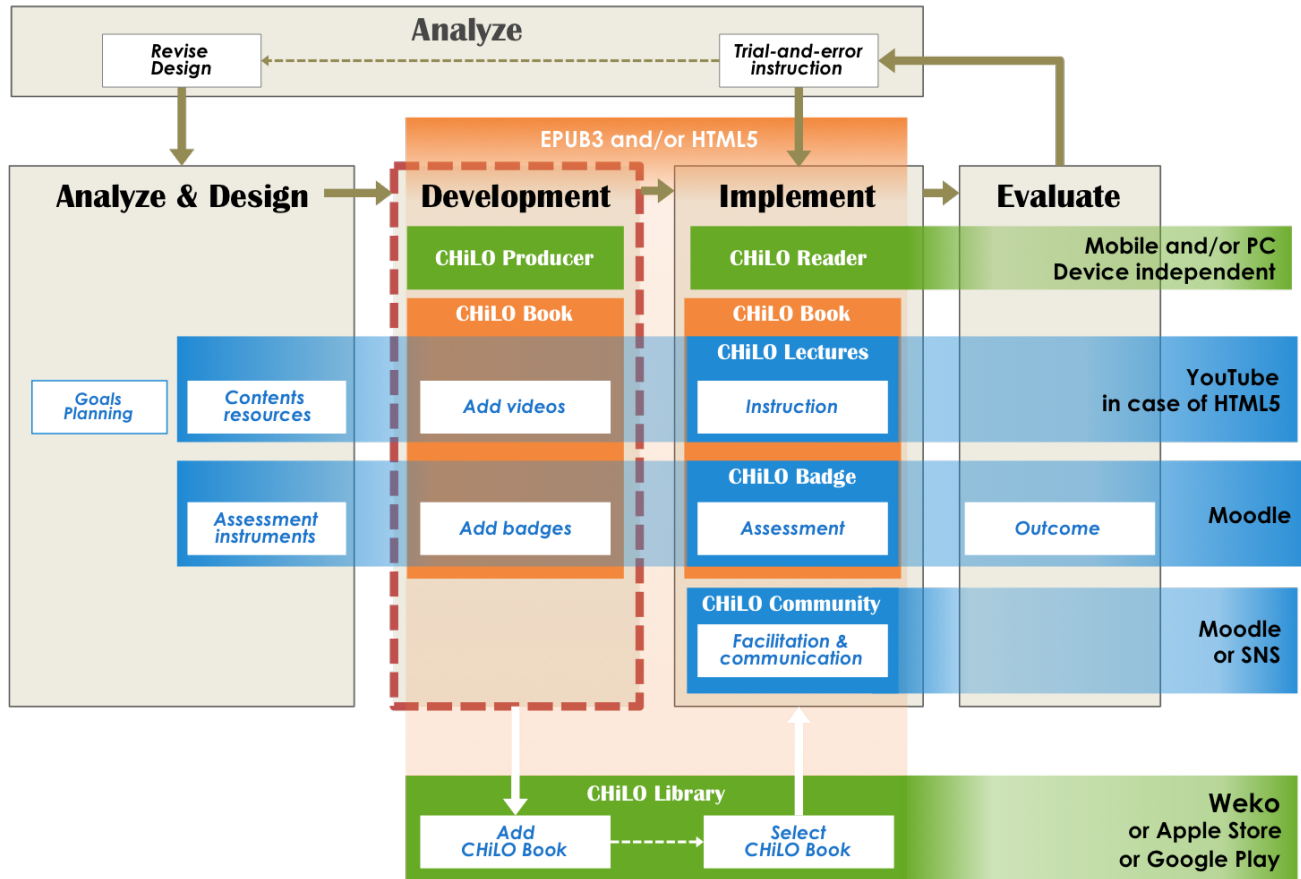 Analyze
Revise
Design
Trial-and-error
instruction
EPUB3 and/or HTML5
Analyze & Design
Development
Implement
Evaluate
CHiLO Producer
CHiLO Reader
Mobile and/or PC
Device independent
CHiLO Book
CHiLO Book
CHiLO Lectures
Goals
Planning
Contents
resources
Add videos
Instruction
YouTube
in case of HTML5
CHiLO Badge
Assessment
instruments
Add badges
Assessment
Outcome
Moodle
CHiLO Community
Facilitation &
communication
Moodle
or SNS
CHiLO Library
Add
CHiLO Book
Select
CHiLO Book
Weko
or Apple Store
or Google Play